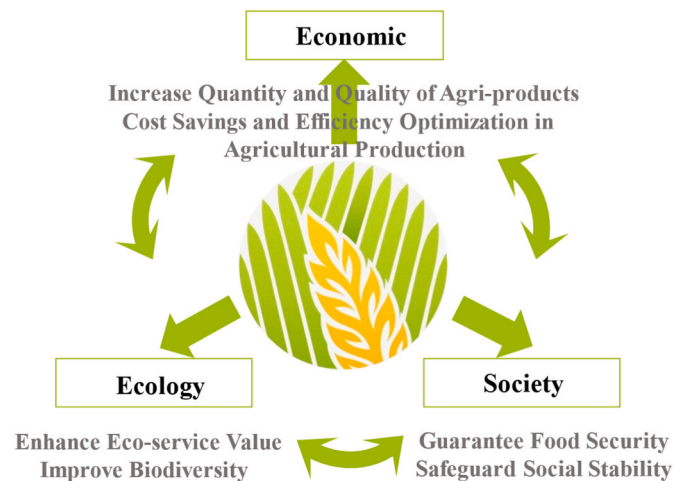 Economic
Increase Quantity and Quality of Agri-products
Cost Savings and Efficiency Optimization in
Agricultural Production
Ecology
Enhance Eco-service Value
Improve Biodiversity
Society
Guarantee Food Security
Safeguard Social Stability